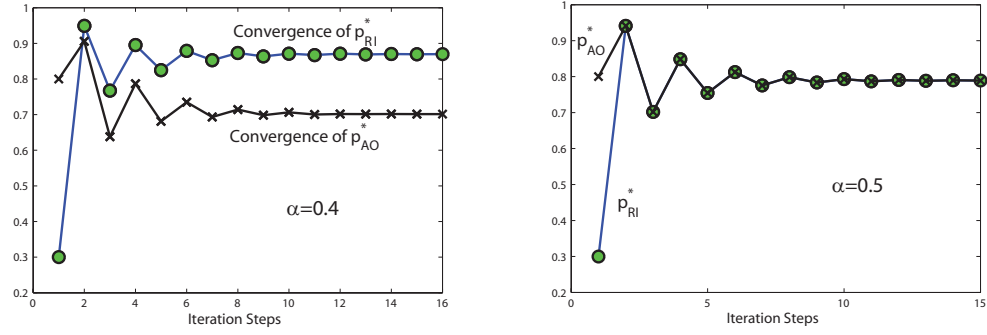 1
0.9
0.8
0.7
0.6
0.5
0.4
0.3
0.2
Convergence of p*RI
Convergence of p*AO
α=0.4
0 2 4 6 8 10 12 14 16
Iteration Steps
1
0.9
0.8
0.7
0.6
0.5
0.4
0.3
0.2
p*AO
p*RI
α=0.5
0 5 10 15
Iteration Steps